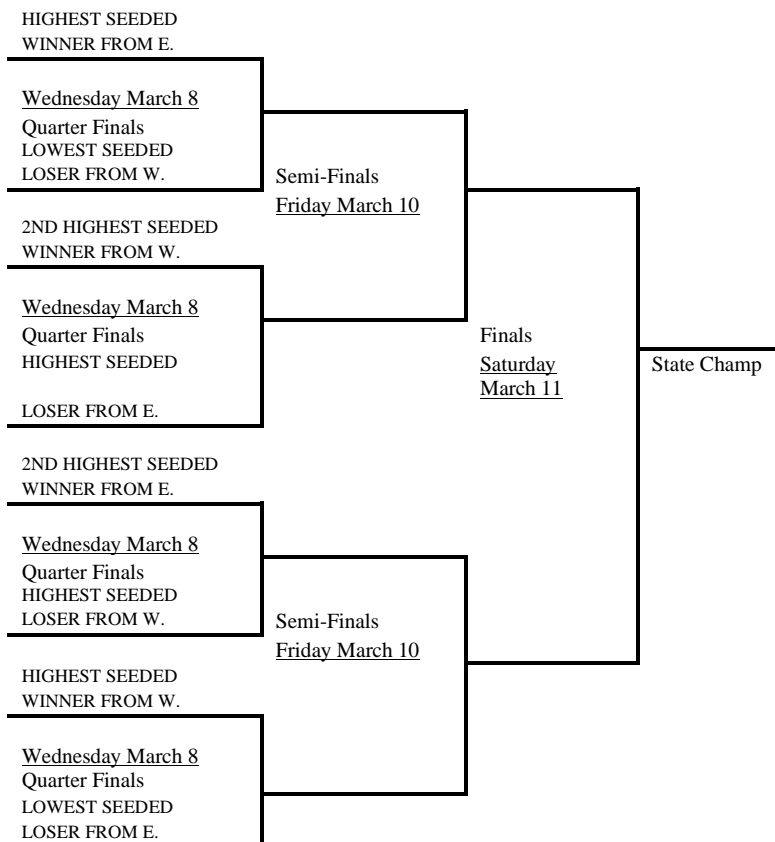 HIGHEST SEEDED
WINNER FROM E.
Wednesday March 8
Quarter Finals
LOWEST SEEDED
LOSER FROM W.
Semi-Finals
Friday March 10
2ND HIGHEST SEEDED
WINNER FROM W.
Wednesday March 8
Quarter Finals
HIGHEST SEEDED
LOSER FROM E.
Finals
Saturday
March 11
State Champ
2ND HIGHEST SEEDED
WINNER FROM E.
Wednesday March 8
Quarter Finals
HIGHEST SEEDED
LOSER FROM W.
Semi-Finals
Friday March 10
HIGHEST SEEDED
WINNER FROM W.
Wednesday March 8
Quarter Finals
LOWEST SEEDED
LOSER FROM E.